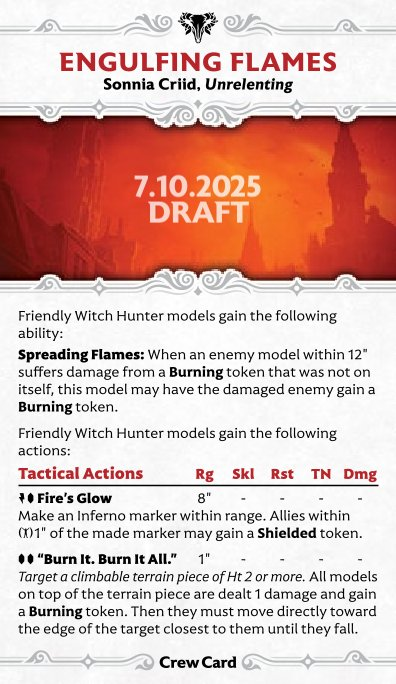 ENGULFING FLAMES
Sonnia Criid, Unrelenting
7.10.2025
DRAFT
Friendly Witch Hunter models gain the following
ability:
Spreading Flames: When an enemy model within 12"
suffers damage from a Burning token that was not on
itself, this model may have the damaged enemy gain a
Burning token.
Friendly Witch Hunter models gain the following
actions:
Tactical Actions Rg Skl Rst TN Dmg
Fire's Glow 8" - - - -
Make an Inferno marker within range. Allies within
1" of the made marker may gain a Shielded token.
"Burn It. Burn It All." 1" - - - -
Target a climbable terrain piece of Ht 2 or more. All models
on top of the terrain piece are dealt 1 damage and gain
a Burning token. Then they must move directly toward
the edge of the target closest to them until they fall.
Crew Card